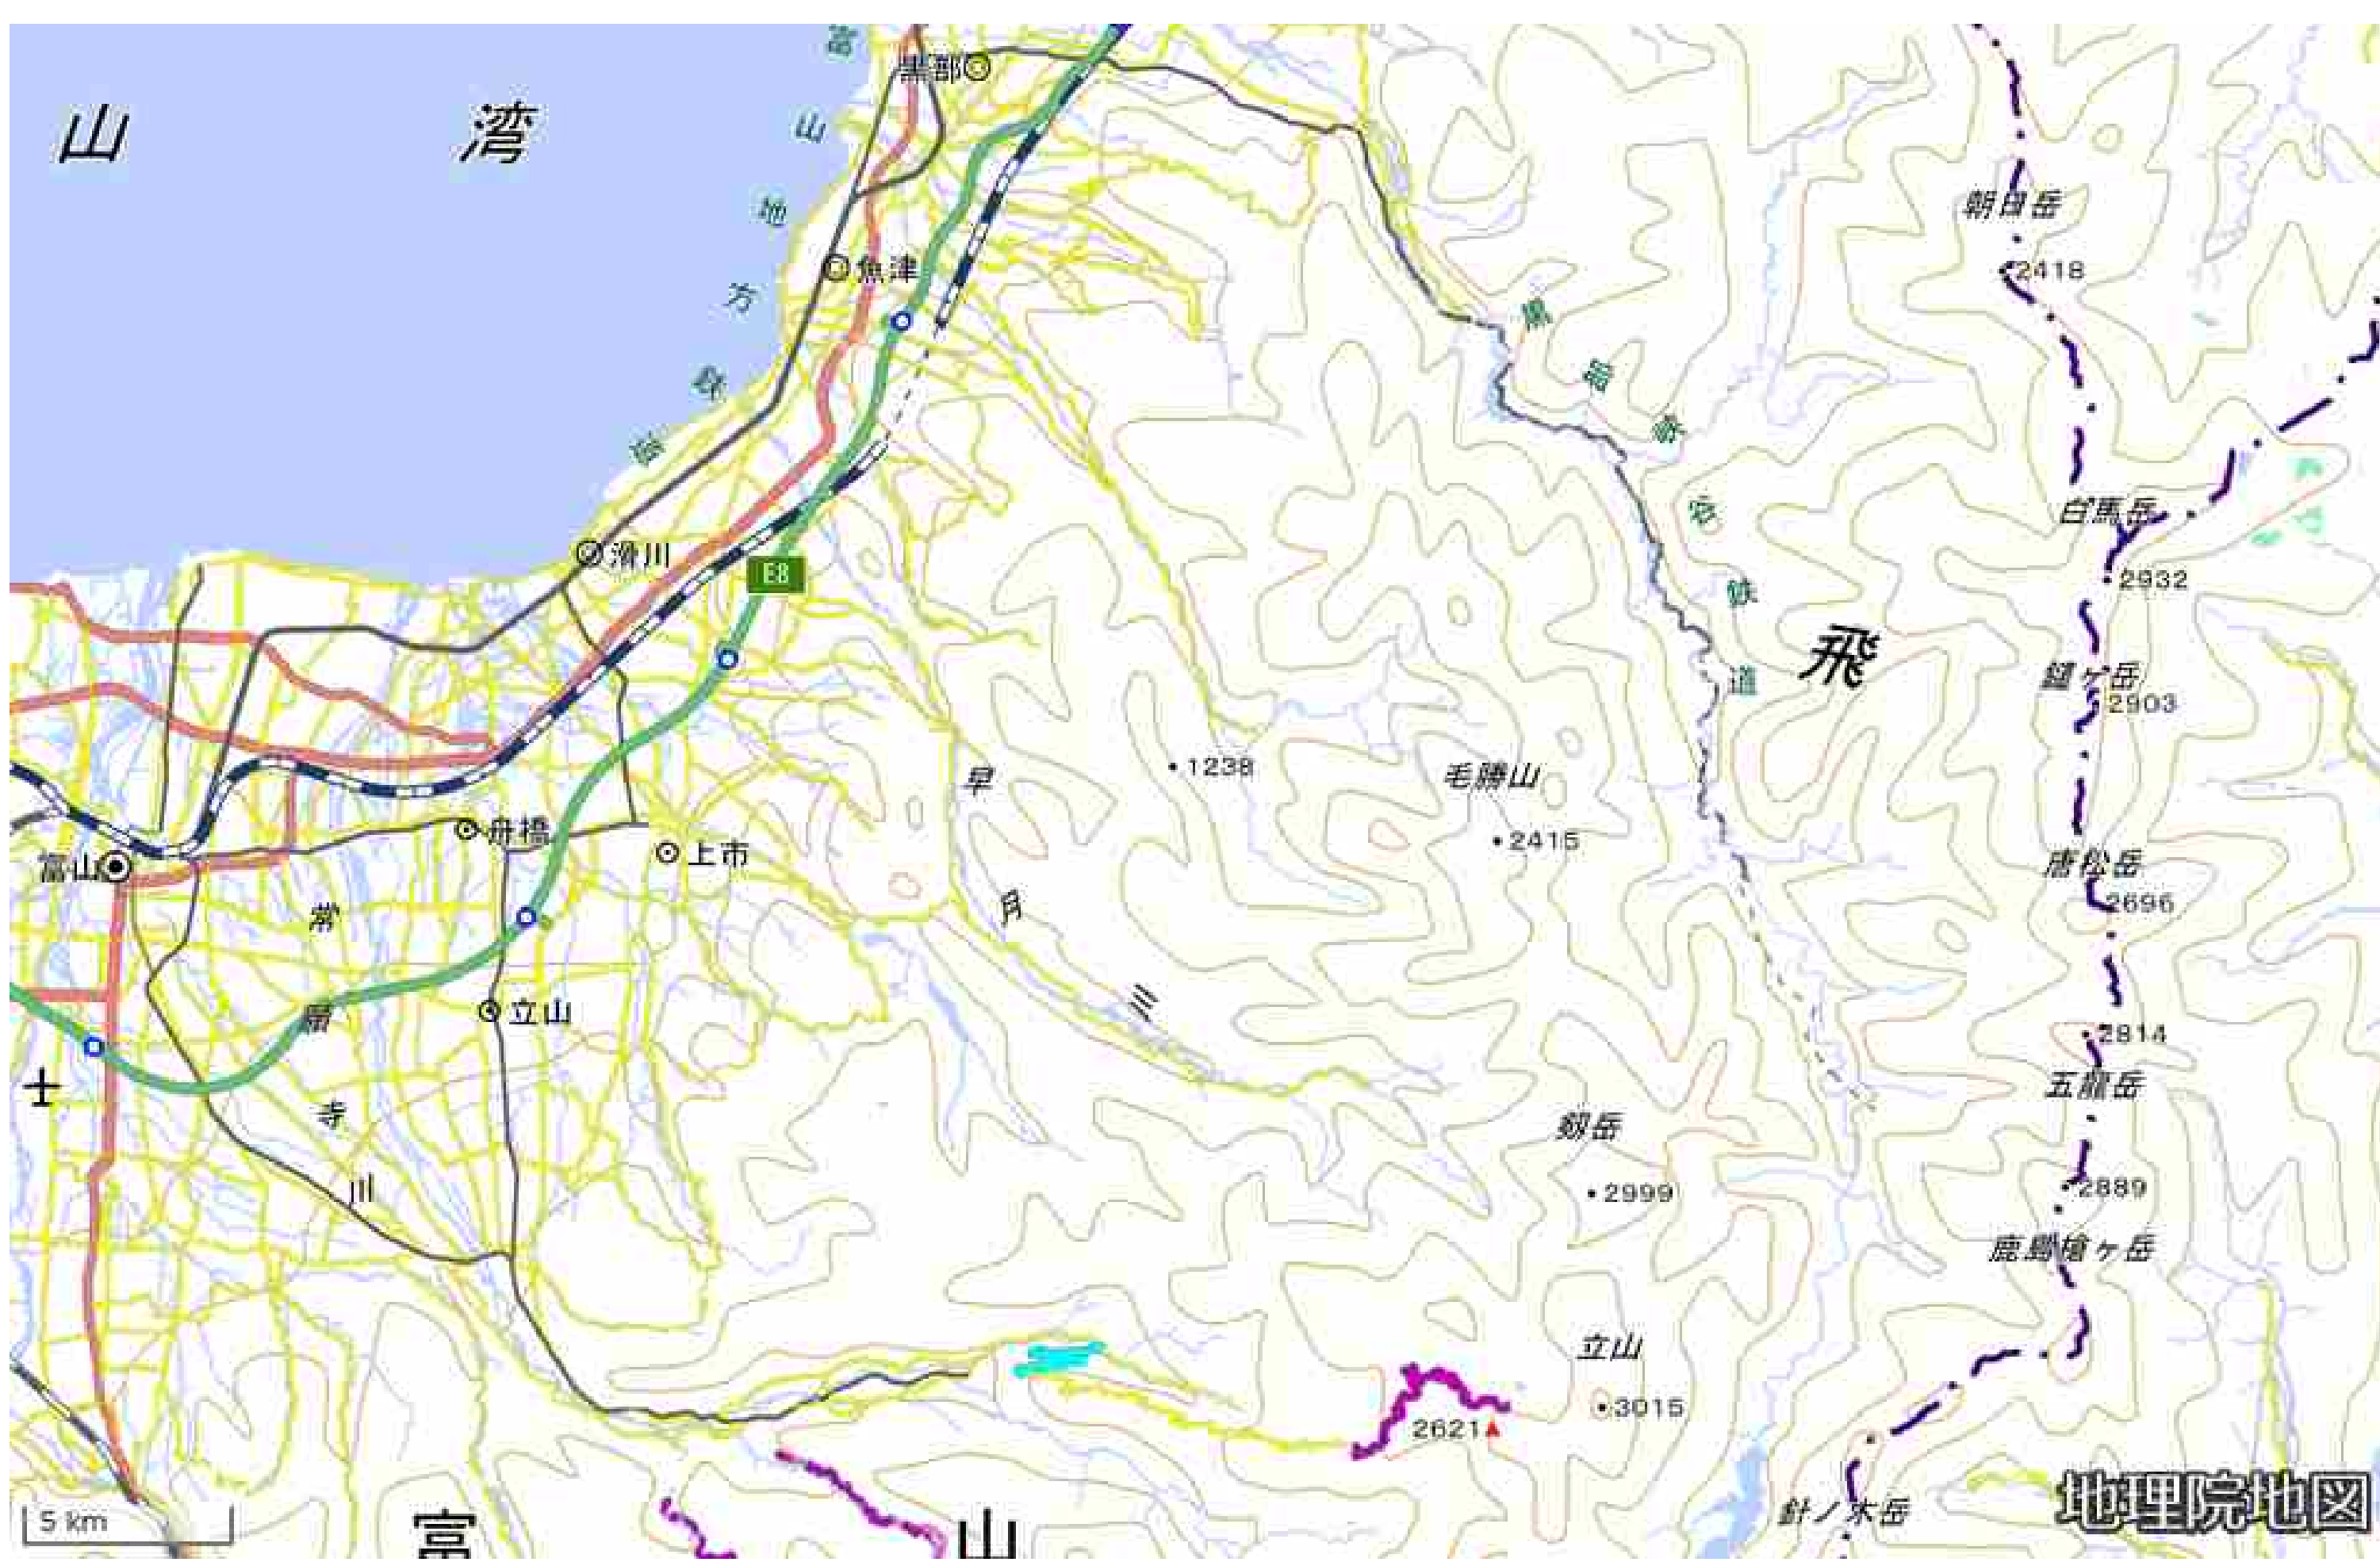 黒部
山 湾
富山地方鉄道
朝日岳
魚津
2418
黒部峡谷鉄道
白馬岳
滑川
E8
2932
飛
鑓ヶ岳
2903
1238
毛勝山
早月川
舟橋
2415
上市
富山
唐松岳
2696
常願寺川
三
立山
2814
士
五龍岳
剱岳
2999
2889
鹿島槍ヶ岳
立山
3015
2621
針ノ木岳
5 km
富 山
地理院地図